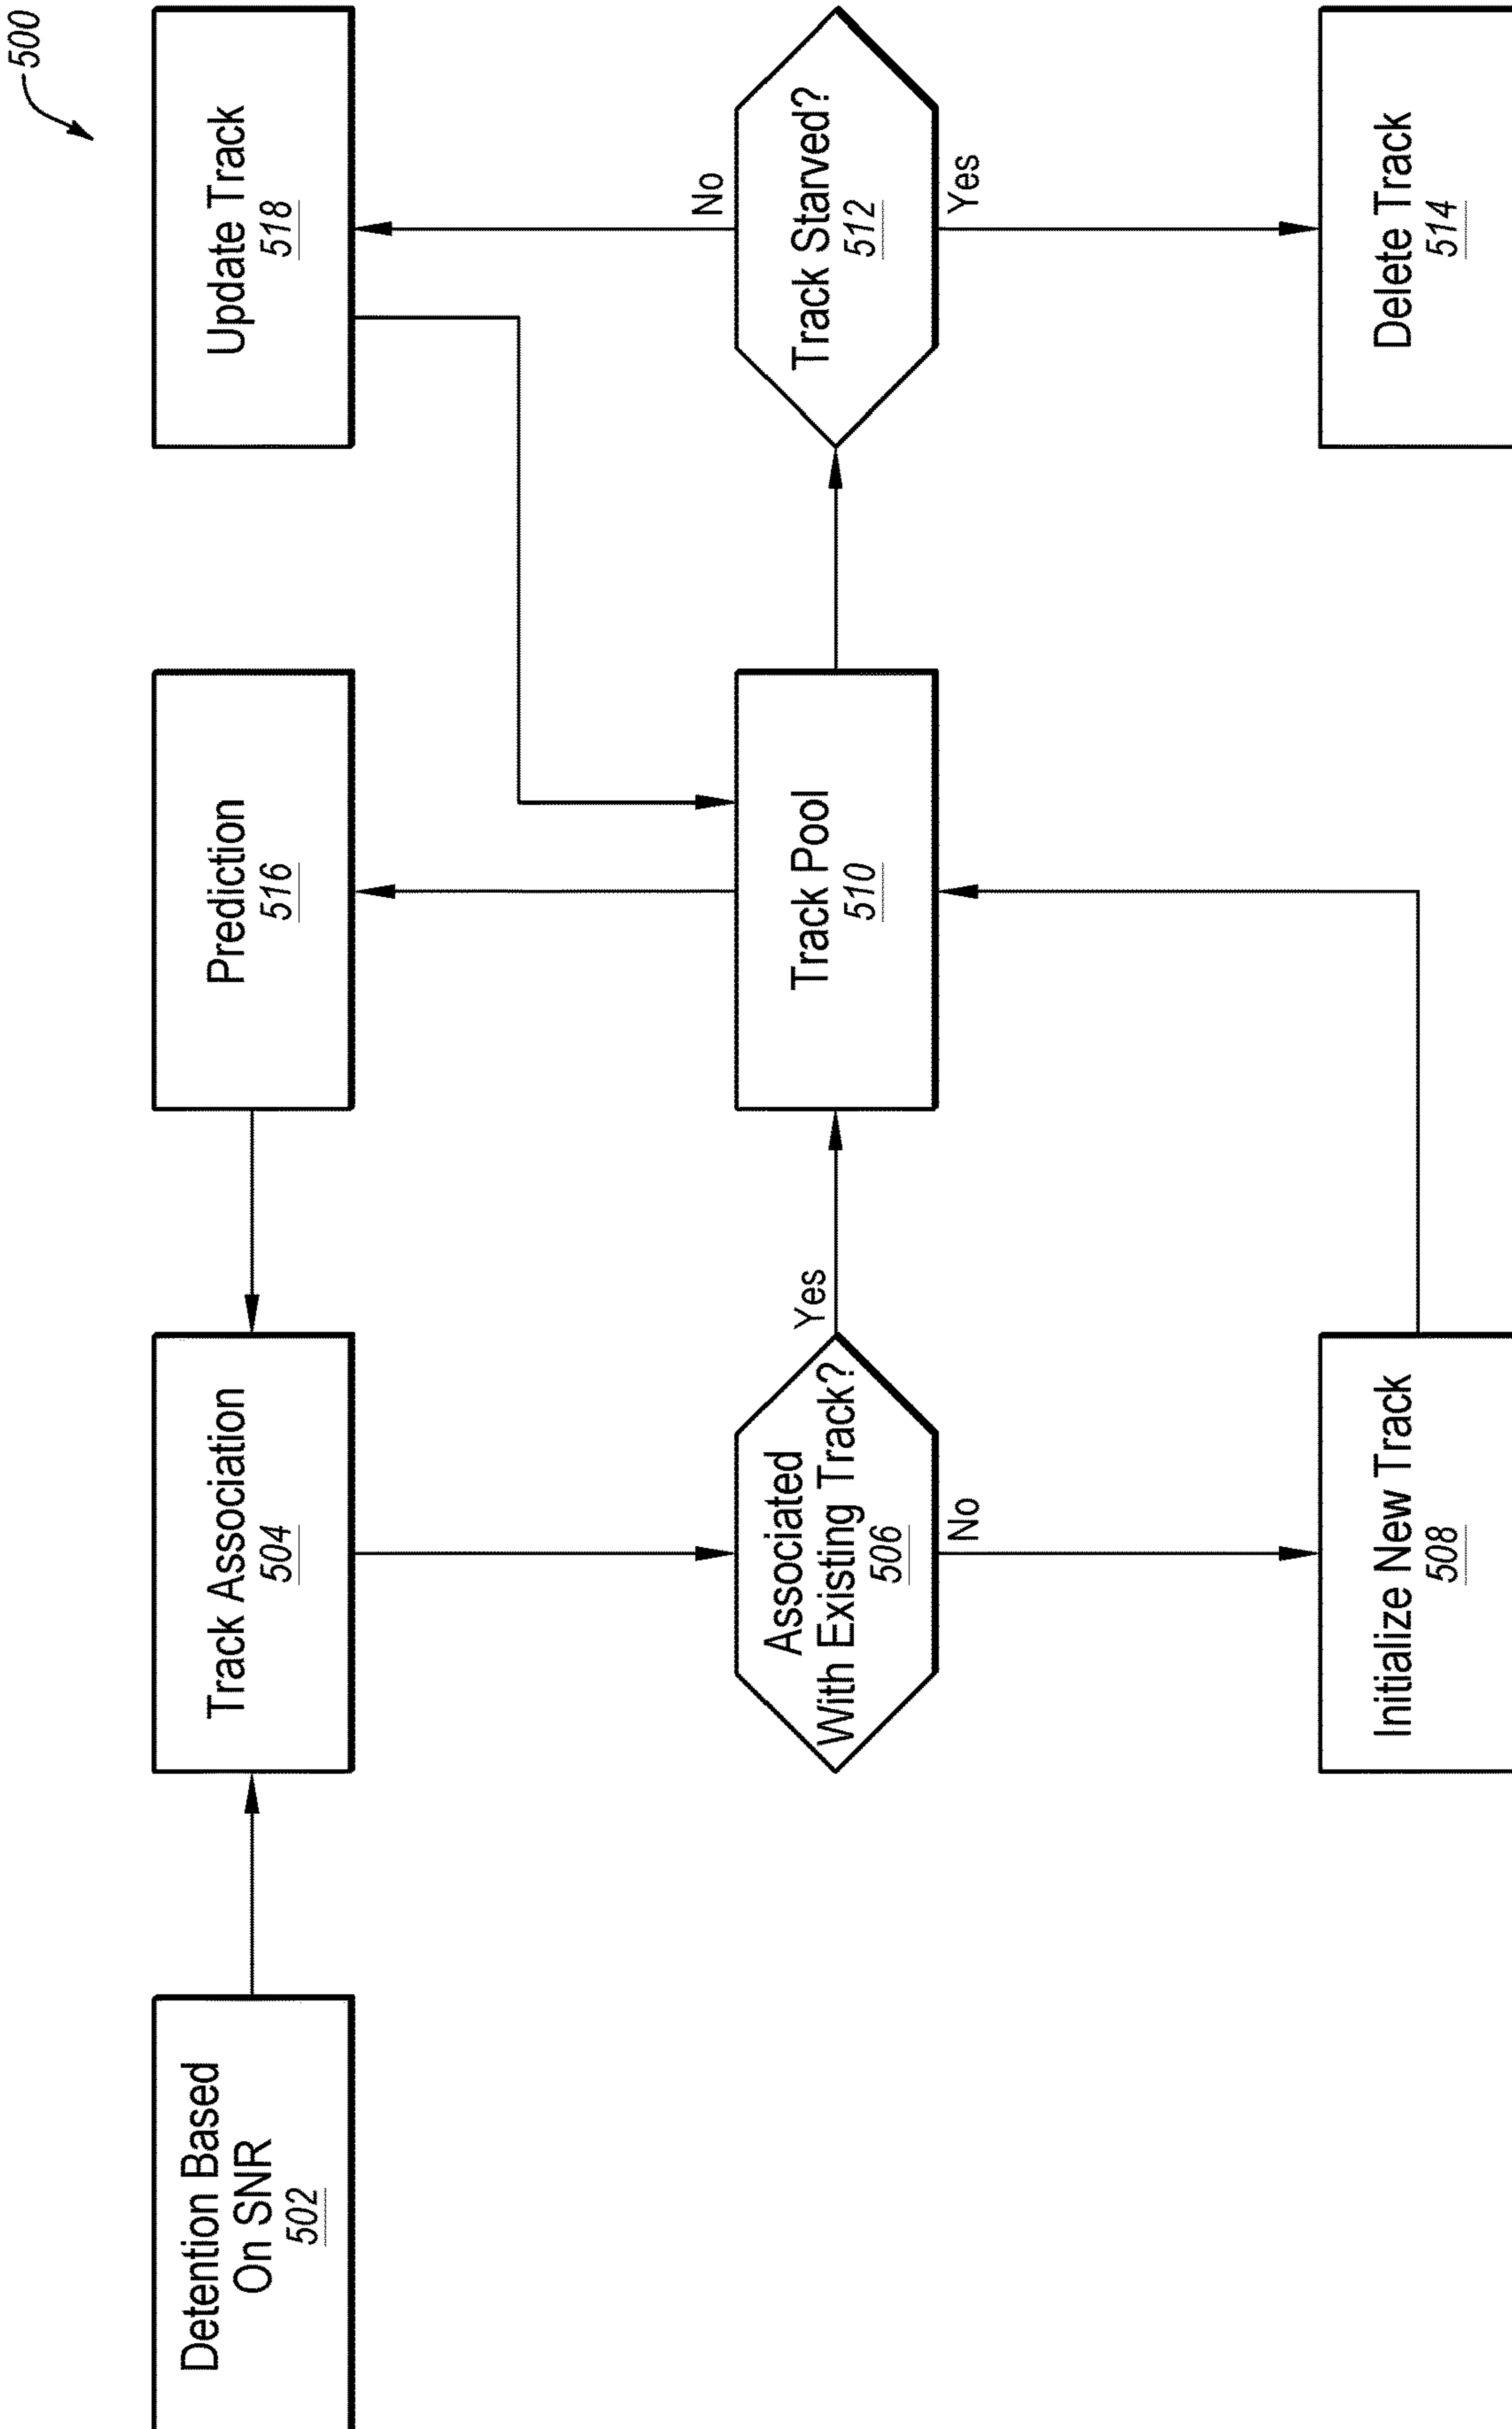 500
Detention Based
On SNR
502
Track Association
504
Prediction
516
Update Track
518
Associated
With Existing Track?
506
Yes
No
Track Pool
510
Track Starved?
512
No
Yes
Initialize New Track
508
Delete Track
514